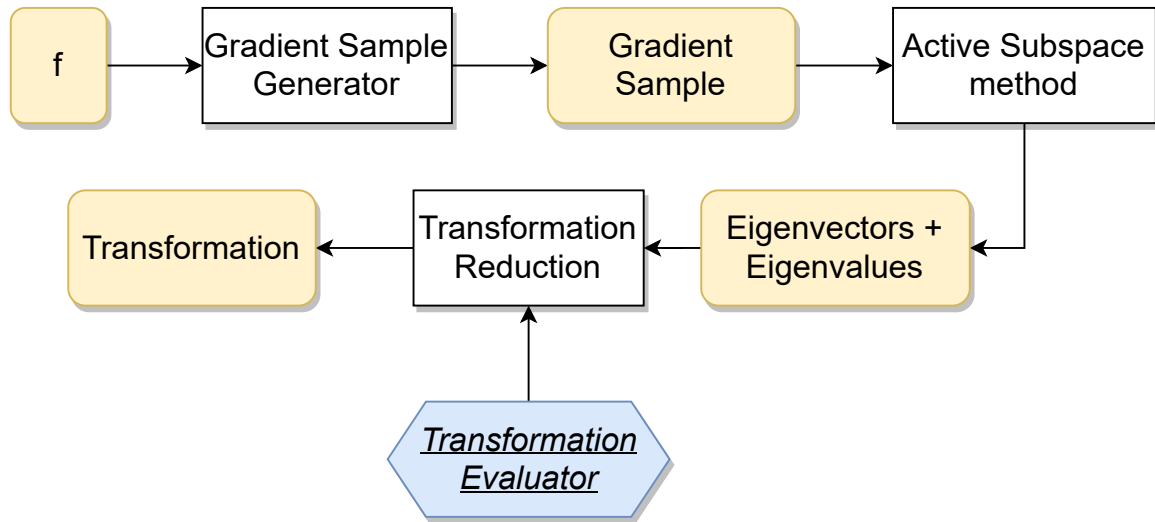 f
Gradient Sample
Generator
Gradient
Sample
Active Subspace
method
Transformation
Transformation
Reduction
Eigenvectors +
Eigenvalues
Transformation
Evaluator